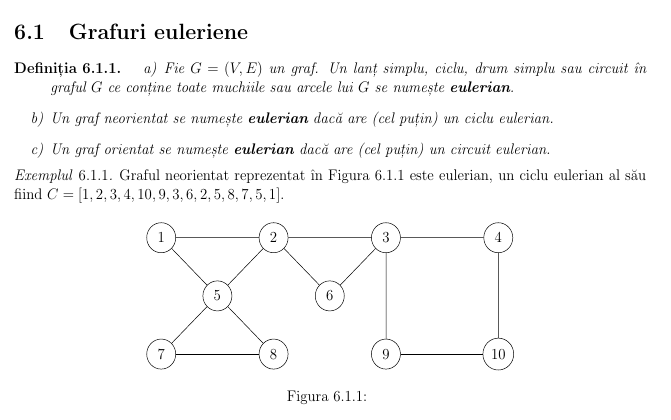 6.1 Grafuri euleriene
Definiția 6.1.1. a) Fie G = (V, E) un graf. Un lanț simplu, ciclu, drum simplu sau circuit în
graful G ce conține toate muchiile sau arcele lui G se numește eulerian.
b) Un graf neorientat se numește eulerian dacă are (cel puțin) un ciclu eulerian.
c) Un graf orientat se numește eulerian dacă are (cel puțin) un circuit eulerian.
Exemplul 6.1.1. Graful neorientat reprezentat în Figura 6.1.1 este eulerian, un ciclu eulerian al său
fiind C = [1, 2, 3, 4, 10, 9, 3, 6, 2, 5, 8, 7, 5, 1].
1 2 3 4
5 6
7 8 9 10
Figura 6.1.1: